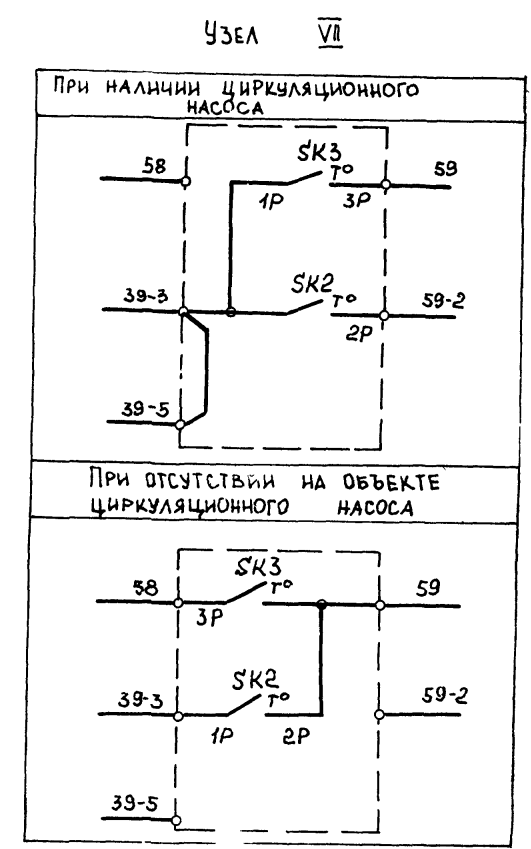 Узел VII
При наличии циркуляционного
насоса
58
SK3
T°
59
1P
3P
39-3
SK2
T°
59-2
2P
39-5
При отсутствии на объекте
циркуляционного насоса
58
SK3
T°
59
3P
39-3
SK2
T°
59-2
1P
2P
39-5